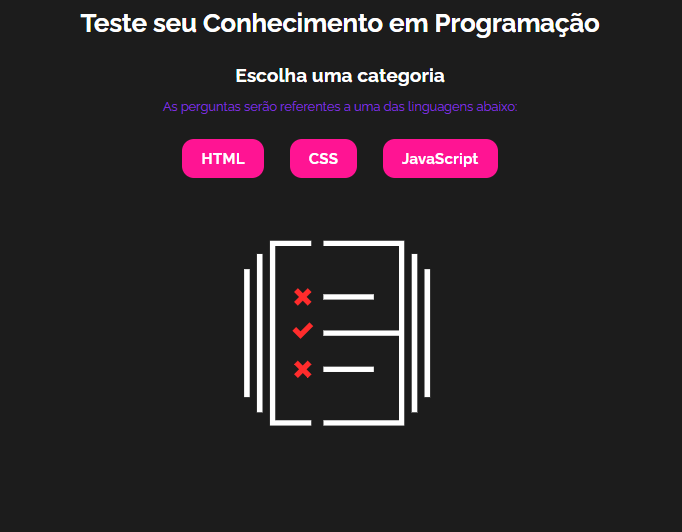 Teste seu Conhecimento em Programação
Escolha uma categoria
As perguntas serão referentes a uma das linguagens abaixo:
HTML
CSS
JavaScript